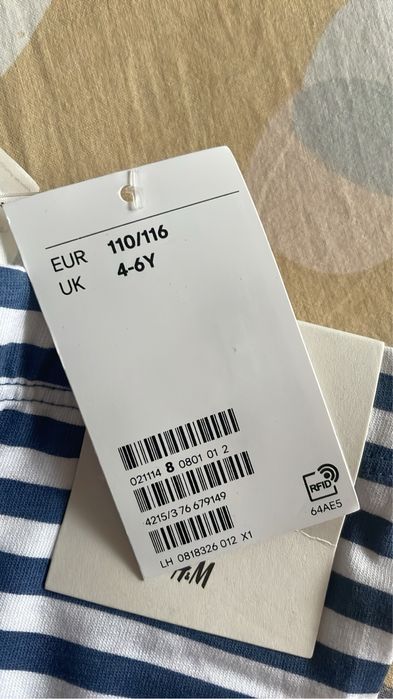 EUR 110/116
UK 4-6Y
021114 8 0801 01 2
4215/3 76 679149
LH 0818326 012 X1
RFID
64AE5